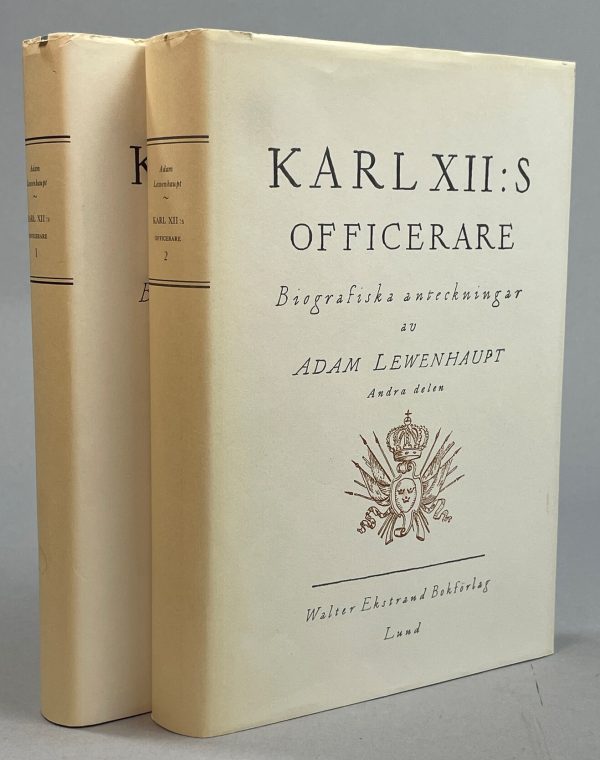 Adam
Lewenhaupt
~
KARL XII:s
OFFICERARE
1
K
B
Adam
Lewenhaupt
~
KARL XII:s
OFFICERARE
2
KARL XII:S
OFFICERARE
Biografiska anteckningar
av
ADAM LEWENHAUPT
Andra delen
Walter Ekstrand Bokförlag
Lund